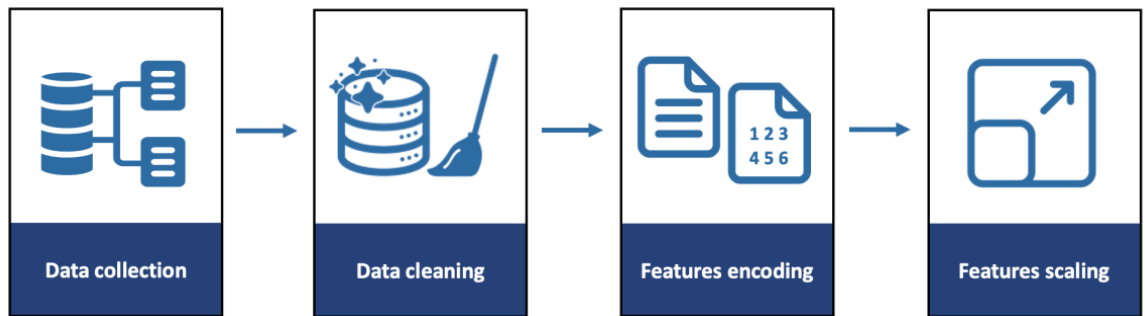 1 2 3
4 5 6
Data collection
Data cleaning
Features encoding
Features scaling